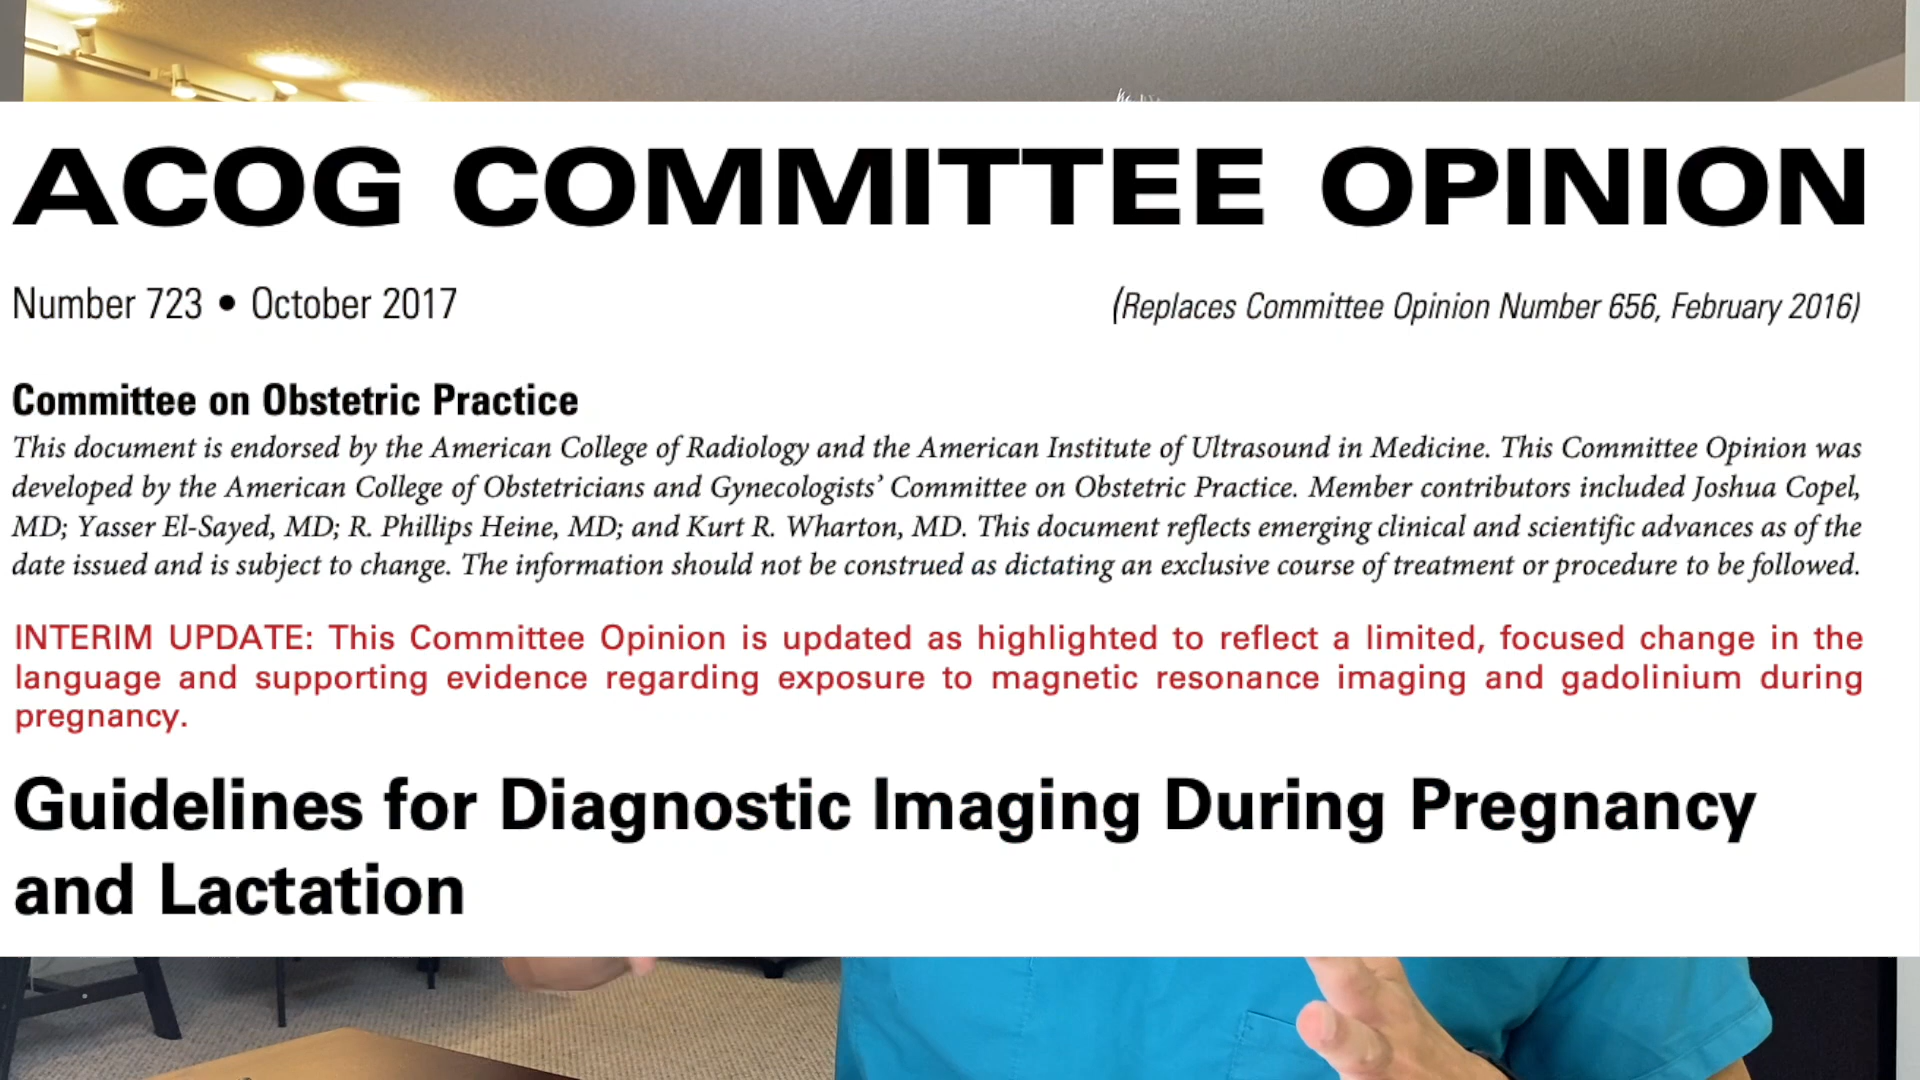 ACOG COMMITTEE OPINION
Number 723 • October 2017
(Replaces Committee Opinion Number 656, February 2016)
Committee on Obstetric Practice
This document is endorsed by the American College of Radiology and the American Institute of Ultrasound in Medicine. This Committee Opinion was
developed by the American College of Obstetricians and Gynecologists’ Committee on Obstetric Practice. Member contributors included Joshua Copel,
MD; Yasser El-Sayed, MD; R. Phillips Heine, MD; and Kurt R. Wharton, MD. This document reflects emerging clinical and scientific advances as of the
date issued and is subject to change. The information should not be construed as dictating an exclusive course of treatment or procedure to be followed.
INTERIM UPDATE: This Committee Opinion is updated as highlighted to reflect a limited, focused change in the
language and supporting evidence regarding exposure to magnetic resonance imaging and gadolinium during
pregnancy.
Guidelines for Diagnostic Imaging During Pregnancy
and Lactation